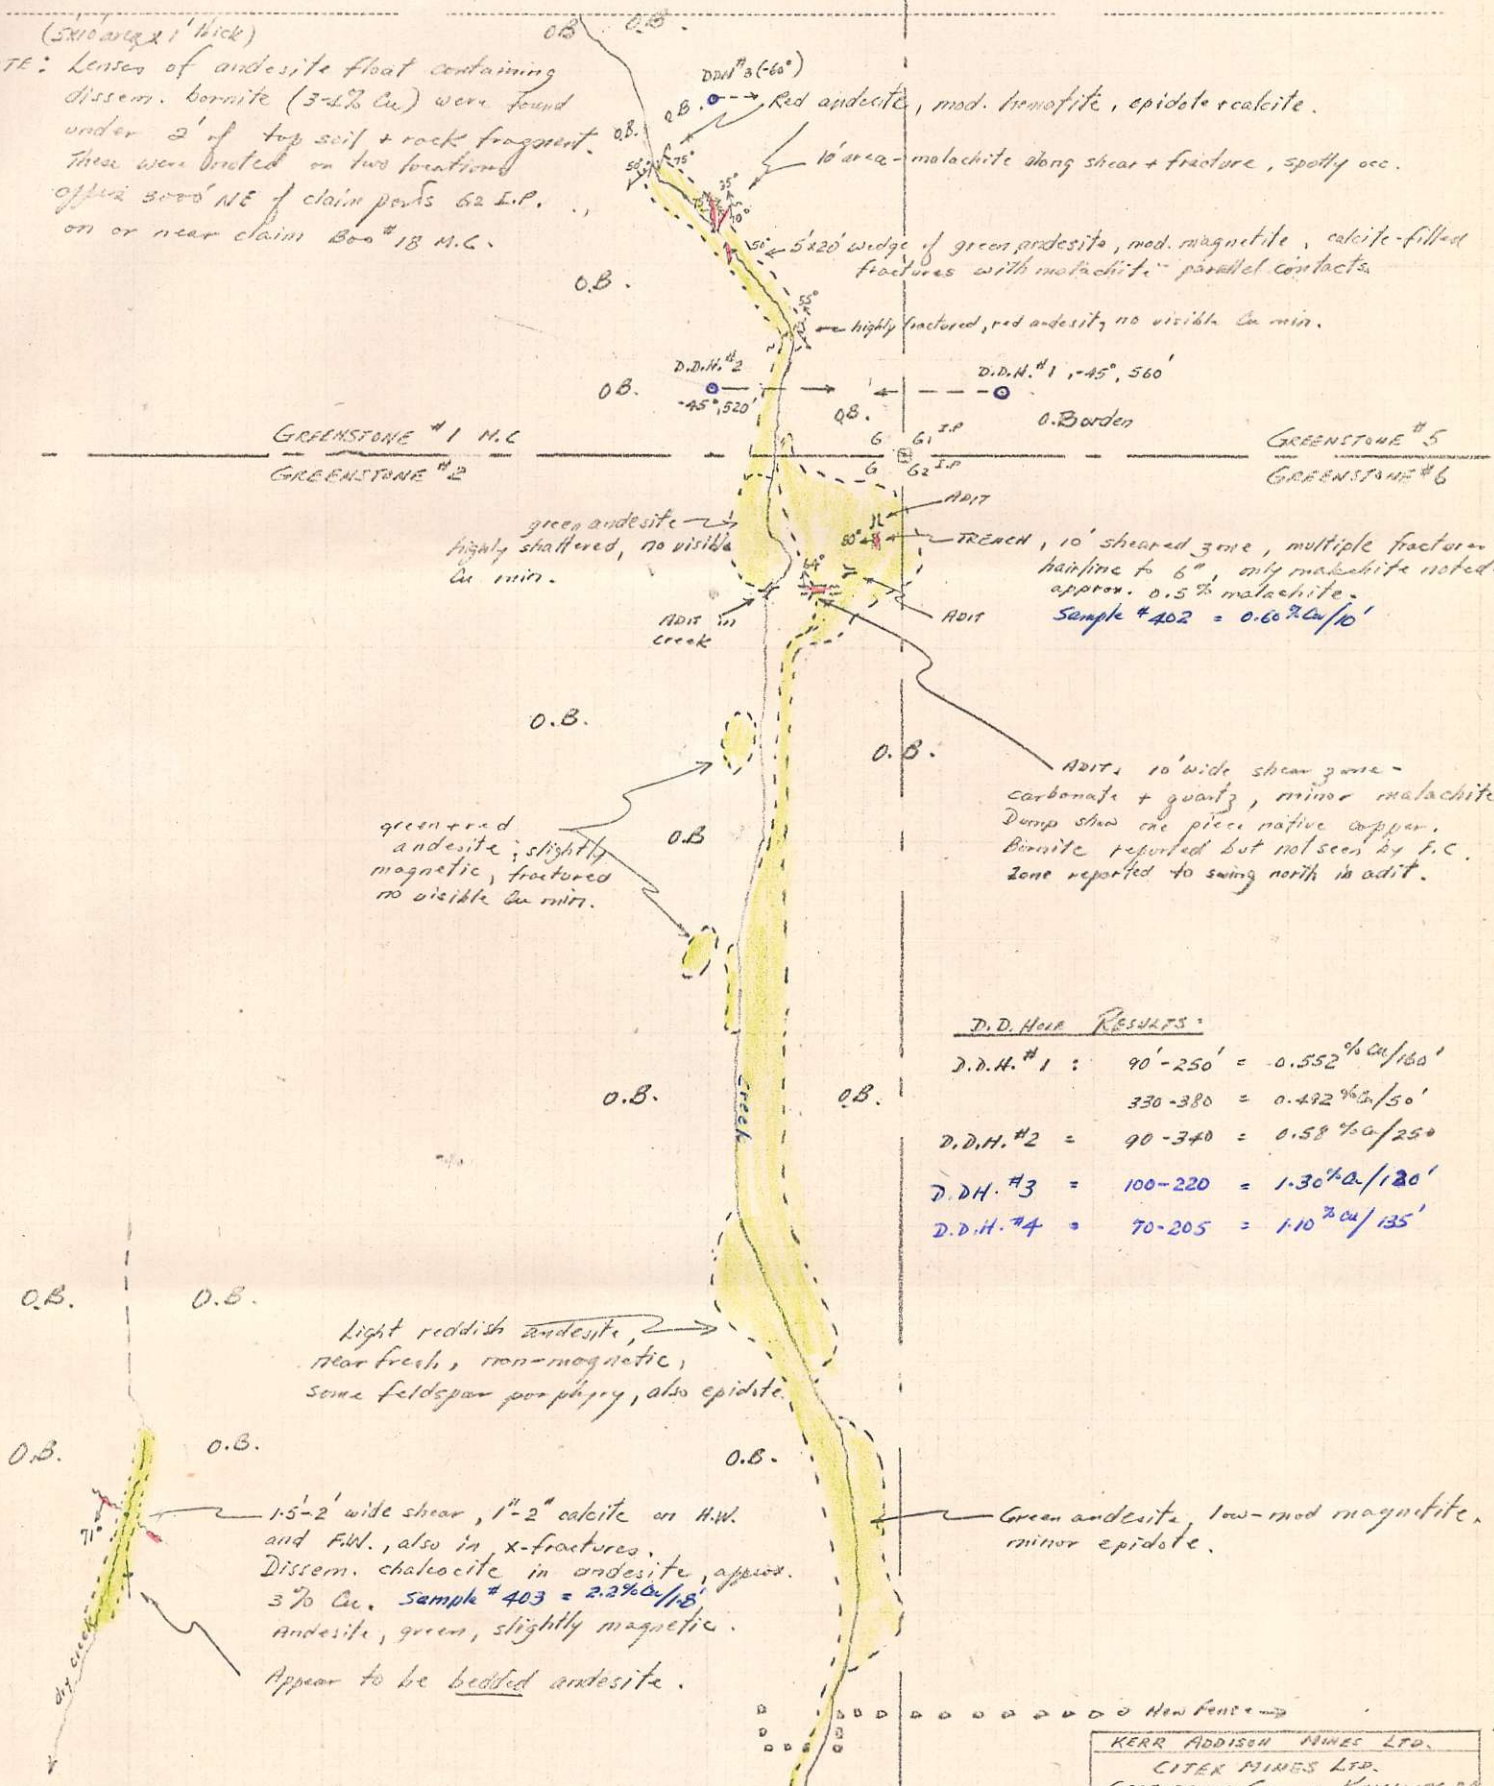 (5x10 area x 1' thick)
TE: Lenses of andesite float containing
dissem. bornite (3-4% Cu) were found
under 2' of top soil + rock fragment.
These were noted on two locations
3000' NE of claim posts 62 I.P.
on or near claim Boo #18 M.C.
O.B.
O.B.
DDH #3 (-60°)
O.B.
Red andesite, mod. hematite, epidote + calcite.
O.B.
50°
75°
10' area - malachite along shear + fracture, spotty occ.
35°
70°
50°
5'x20' wedge of green andesite, mod. magnetite, calcite-filled
fractures with malachite - parallel contacts.
O.B.
55°
highly fractured, red andesite, no visible Cu min.
D.D.H. #2
-45°, 520'
O.B.
D.D.H. #1, -45°, 560'
O.B.
O.Borden
GREENSTONE #1 M.C
GREENSTONE #2
6
61 I.P
6
62 I.P
GREENSTONE #5
GREENSTONE #6
ADIT
green andesite
highly shattered, no visible
Cu min.
80°
TRENCH, 10' sheared zone, multiple fractures
hairline to 6", only malachite noted
approx. 0.5% malachite.
Sample #402 = 0.60% Cu/10'
64°
ADIT in
creek
ADIT
O.B.
O.B.
ADIT, 10' wide shear zone -
carbonate + quartz, minor malachite
Dump show one piece native copper.
Bornite reported but not seen by F.C.
Zone reported to swing north in adit.
green + red
andesite; slightly
magnetic, fractured
no visible Cu min.
O.B
D.D. HOLE RESULTS:
D.D.H. #1 : 90'-250' = 0.552% Cu/160'
330-380 = 0.492% Cu/50'
D.D.H. #2 = 90-340 = 0.58% Cu/250
D.DH. #3 = 100-220 = 1.30% Cu/120'
D.D.H. #4 = 70-205 = 1.10% Cu/135'
O.B.
Creek
O.B.
O.B.
O.B.
Light reddish andesite,
near fresh, non-magnetic,
some feldspar porphyry, also epidote.
O.B.
O.B.
O.B.
71°
1.5'-2' wide shear, 1"-2" calcite on H.W.
and F.W., also in x-fractures.
Dissem. chalcocite in andesite, approx.
3% Cu. Sample #403 = 2.2% Cu/1.8'
Andesite, green, slightly magnetic.
Green andesite, low-mod magnetite,
minor epidote.
dry creek
Appear to be bedded andesite.
New Fence
KERR ADDISON MINES LTD.
CITEX MINES LTD.